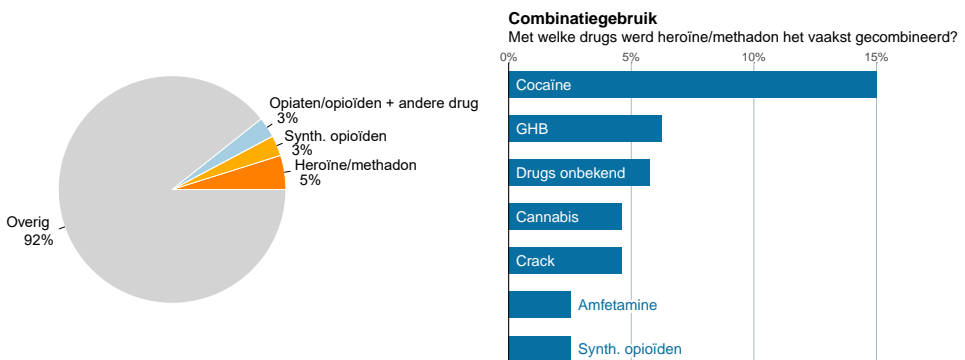 Opiaten/opioïden + andere drug
3%
Synth. opioïden
3%
Heroïne/methadon
5%
Overig
92%
Combinatiegebruik
Met welke drugs werd heroïne/methadon het vaakst gecombineerd?
0% 5% 10% 15%
Cocaïne
GHB
Drugs onbekend
Cannabis
Crack
Amfetamine
Synth. opioïden